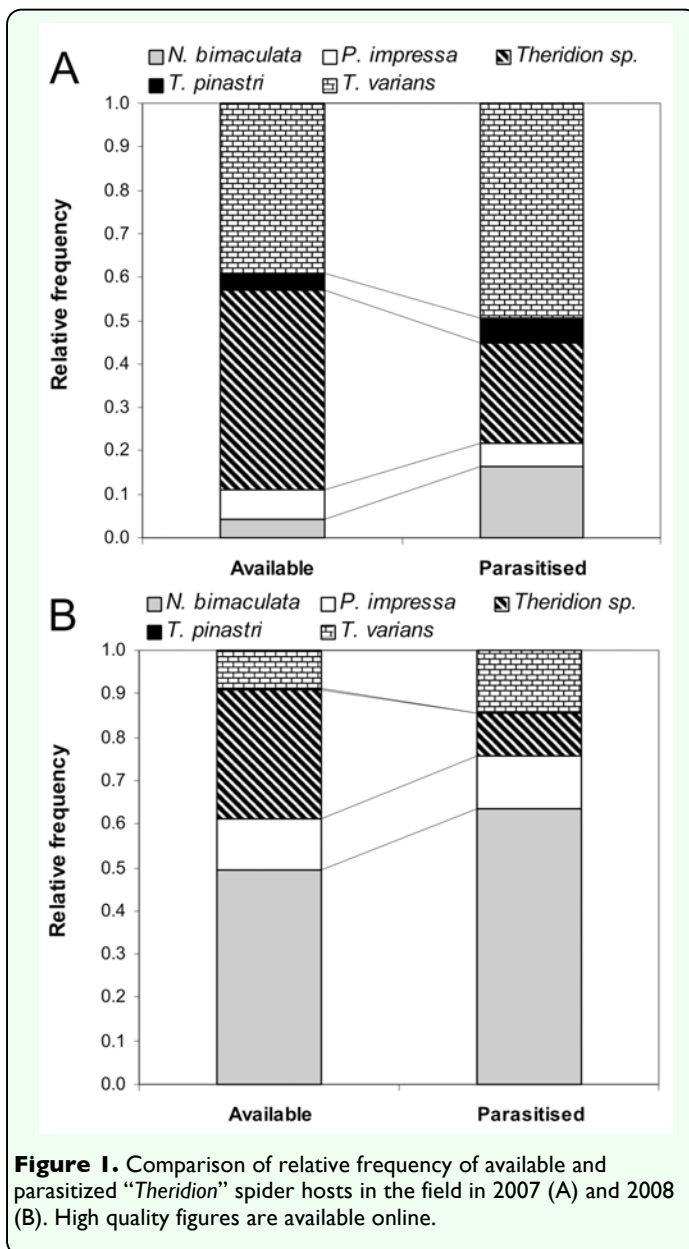 A
N. bimaculata P. impressa Theridion sp.
T. pinastri T. varians
1.0
0.9
0.8
0.7
0.6
0.5
0.4
0.3
0.2
0.1
0.0
Relative frequency
Available Parasitised
B
N. bimaculata P. impressa Theridion sp.
T. pinastri T. varians
1.0
0.9
0.8
0.7
0.6
0.5
0.4
0.3
0.2
0.1
0.0
Relative frequency
Available Parasitised
Figure 1. Comparison of relative frequency of available and
parasitized “Theridion” spider hosts in the field in 2007 (A) and 2008
(B). High quality figures are available online.